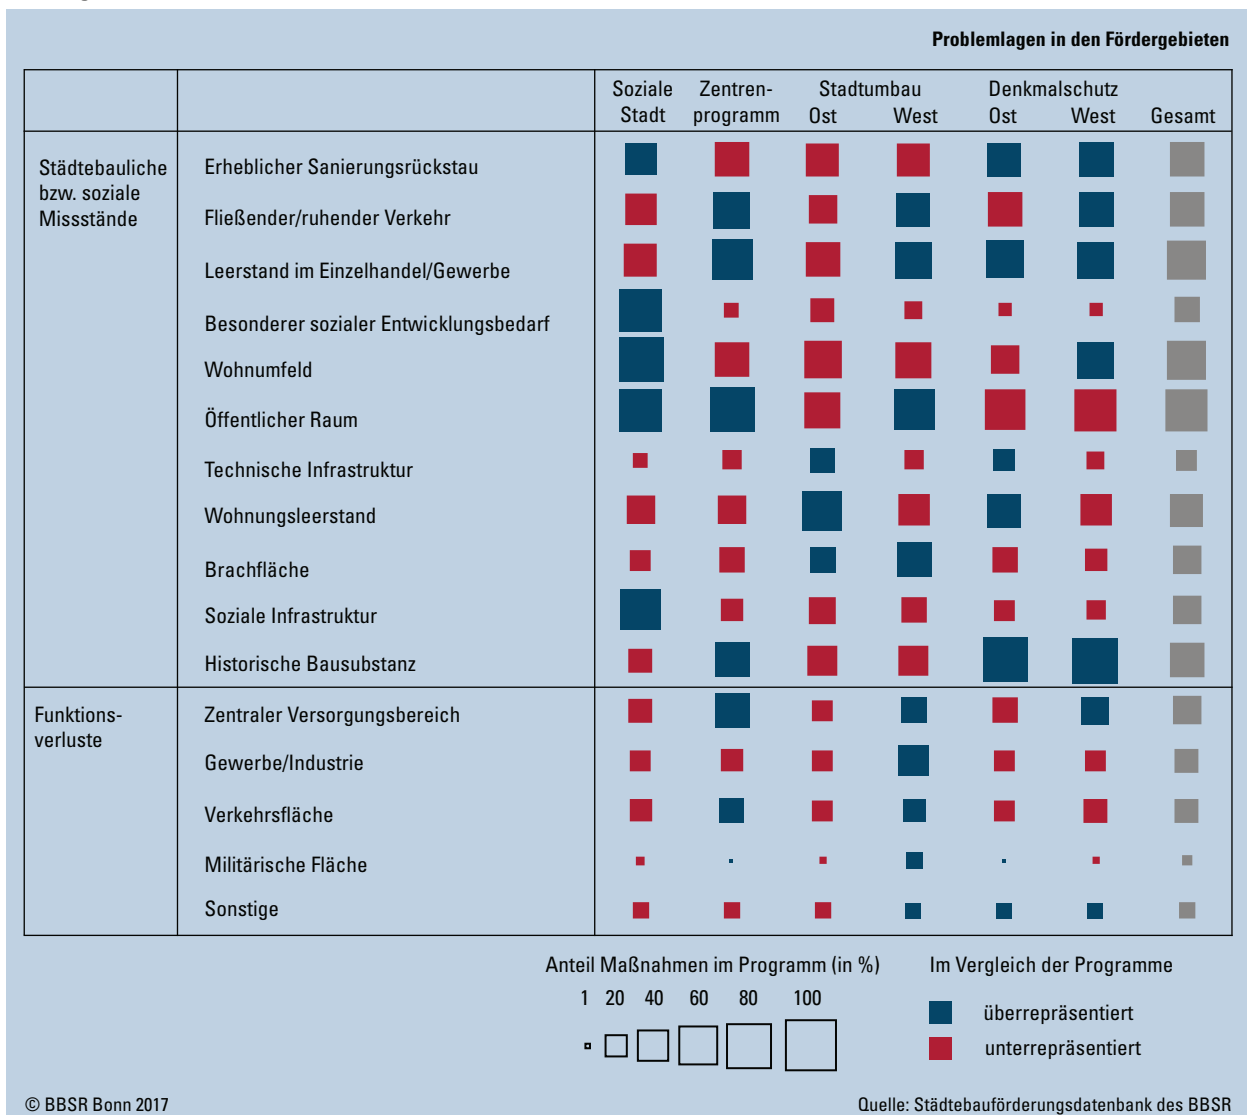 Problemlagen in den Fördergebieten
Soziale Stadt
Zentren-
programm
Stadtumbau
Ost West
Denkmalschutz
Ost West
Gesamt
Städtebauliche
bzw. soziale
Missstände
Erheblicher Sanierungsrückstau
Fließender/ruhender Verkehr
Leerstand im Einzelhandel/Gewerbe
Besonderer sozialer Entwicklungsbedarf
Wohnumfeld
Öffentlicher Raum
Technische Infrastruktur
Wohnungsleerstand
Brachfläche
Soziale Infrastruktur
Historische Bausubstanz
Funktions-
verluste
Zentraler Versorgungsbereich
Gewerbe/Industrie
Verkehrsfläche
Militärische Fläche
Sonstige
Anteil Maßnahmen im Programm (in %)
1 20 40 60 80 100
Im Vergleich der Programme
überrepräsentiert
unterrepräsentiert
© BBSR Bonn 2017
Quelle: Städtebauförderungsdatenbank des BBSR